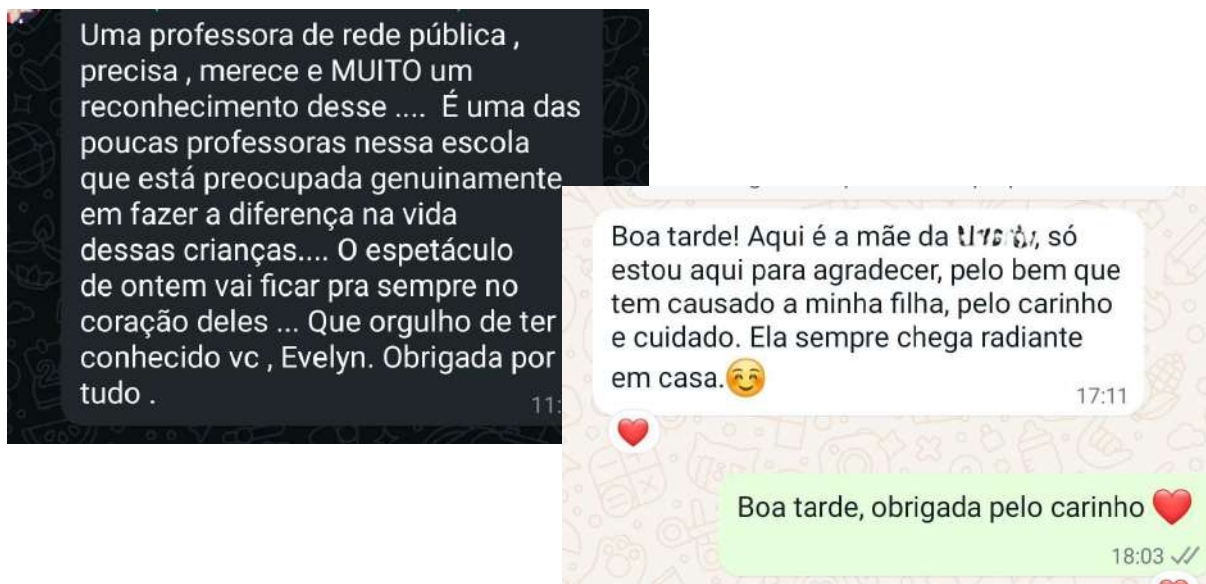 Uma professora de rede pública ,
precisa , merece e MUITO um
reconhecimento desse .... É uma das
poucas professoras nessa escola
que está preocupada genuinamente
em fazer a diferença na vida
dessas crianças.... O espetáculo
de ontem vai ficar pra sempre no
coração deles ... Que orgulho de ter
conhecido vc , Evelyn. Obrigada por
tudo .
11:
Boa tarde! Aqui é a mãe da , só
estou aqui para agradecer, pelo bem que
tem causado a minha filha, pelo carinho
e cuidado. Ela sempre chega radiante
em casa.😊
17:11
❤️
Boa tarde, obrigada pelo carinho ❤️
18:03